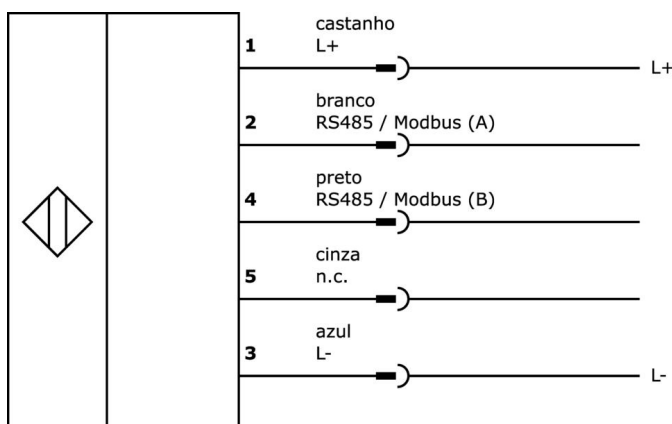 castanho
1 L+ L+
branco
2 RS485 / Modbus (A)
preto
4 RS485 / Modbus (B)
cinza
5 n.c.
azul
3 L- L-